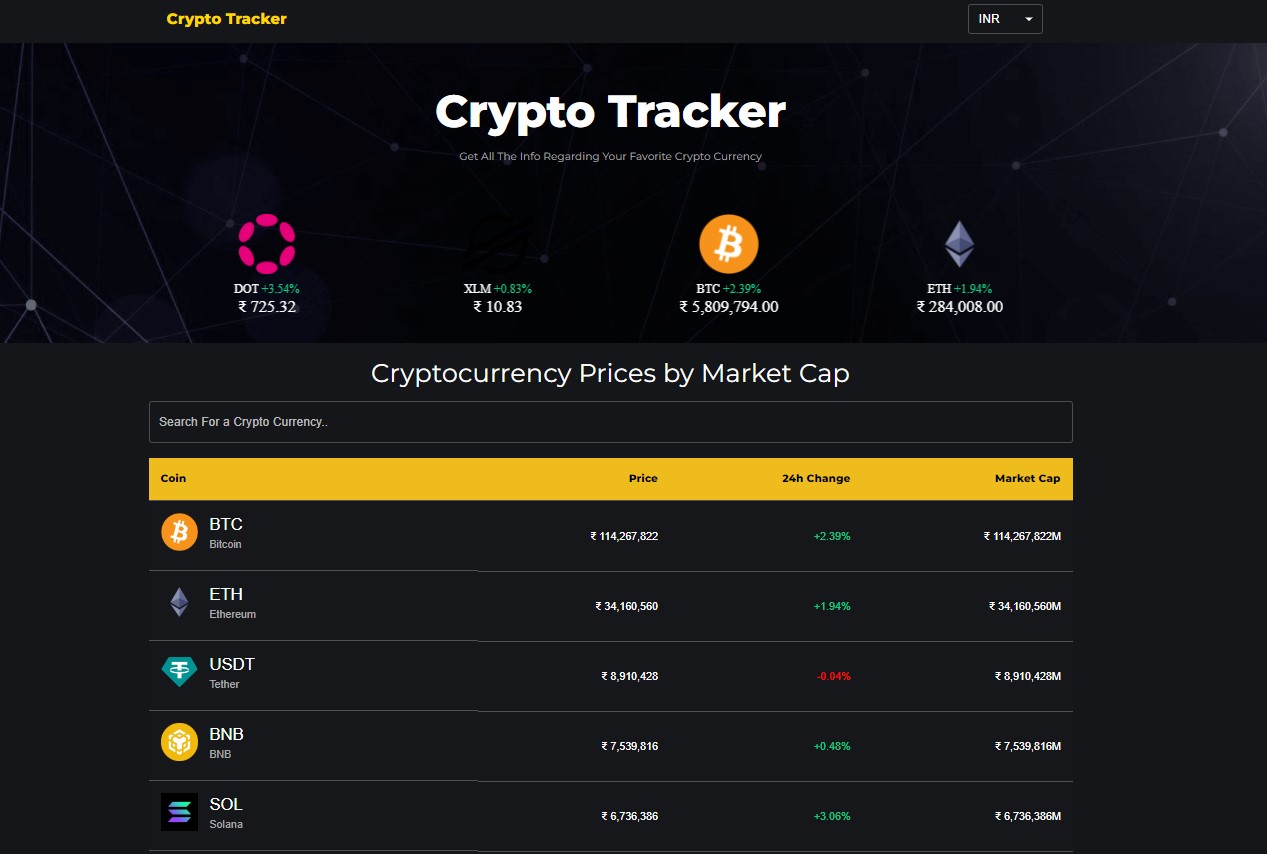 Crypto Tracker
INR
Crypto Tracker
Get All The Info Regarding Your Favorite Crypto Currency
DOT +3.54% XLM +0.83% BTC +2.39% ETH +1.94%
₹ 725.32 ₹ 10.83 ₹ 5,809,794.00 ₹ 284,008.00
Cryptocurrency Prices by Market Cap
Search For a Crypto Currency..
Coin Price 24h Change Market Cap
BTC
Bitcoin
₹ 114,267,822 +2.39% ₹ 114,267,822M
ETH
Ethereum
₹ 34,160,560 +1.94% ₹ 34,160,560M
USDT
Tether
₹ 8,910,428 -0.04% ₹ 8,910,428M
BNB
BNB
₹ 7,539,816 +0.48% ₹ 7,539,816M
SOL
Solana
₹ 6,736,386 +3.06% ₹ 6,736,386M